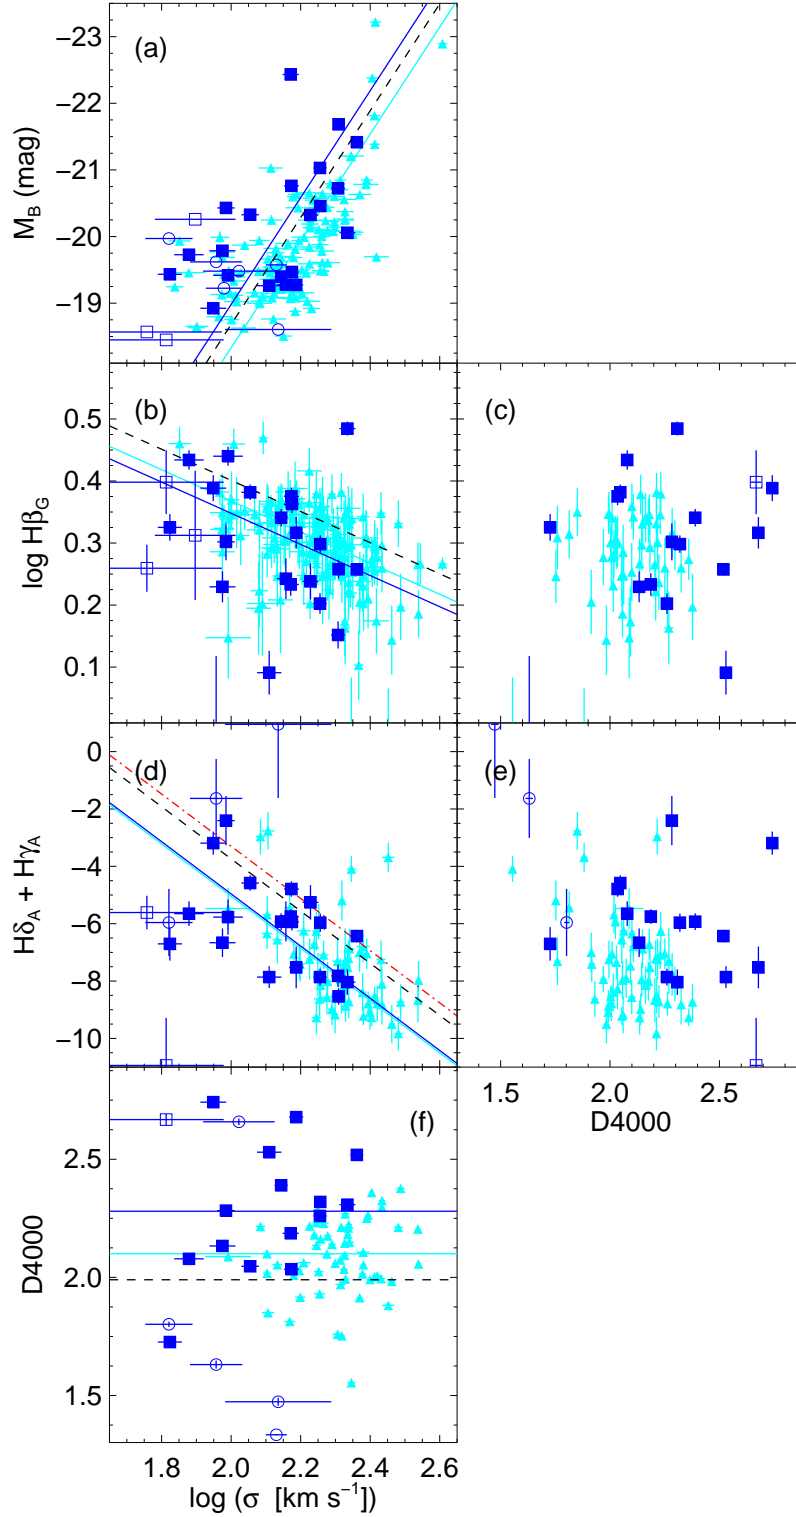 (a)
−23
−22
−21
−20
−19
M_B (mag)
(b)
(c)
0.5
0.4
0.3
0.2
0.1
log Hβ_G
(d)
(e)
0
−2
−4
−6
−8
−10
Hδ_A + Hγ_A
1.5 2.0 2.5
D4000
(f)
2.5
2.0
1.5
D4000
1.8 2.0 2.2 2.4 2.6
log (σ [km s⁻¹])